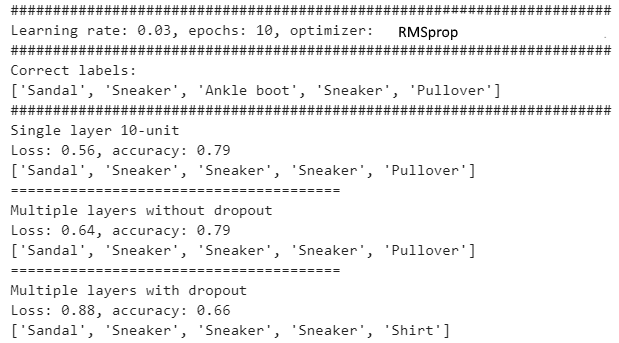 ######################################################################
Learning rate: 0.03, epochs: 10, optimizer: RMSprop
######################################################################
Correct labels:
['Sandal', 'Sneaker', 'Ankle boot', 'Sneaker', 'Pullover']
######################################################################
Single layer 10-unit
Loss: 0.56, accuracy: 0.79
['Sandal', 'Sneaker', 'Sneaker', 'Sneaker', 'Pullover']
=======================================
Multiple layers without dropout
Loss: 0.64, accuracy: 0.79
['Sandal', 'Sneaker', 'Sneaker', 'Sneaker', 'Pullover']
=======================================
Multiple layers with dropout
Loss: 0.88, accuracy: 0.66
['Sandal', 'Sneaker', 'Sneaker', 'Sneaker', 'Shirt']